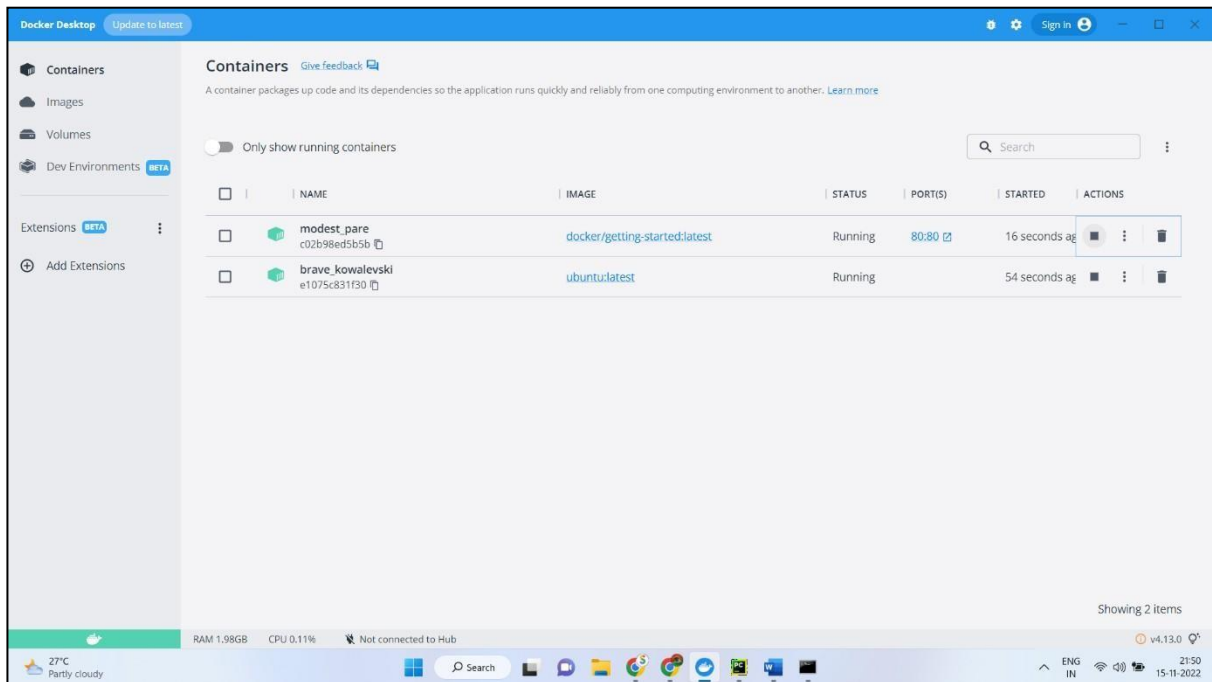 Docker Desktop Update to latest Sign in
Containers
Images
Volumes
Dev Environments BETA
Extensions BETA
Add Extensions
Containers Give feedback
A container packages up code and its dependencies so the application runs quickly and reliably from one computing environment to another. Learn more
Only show running containers
Search
NAME IMAGE STATUS PORT(S) STARTED ACTIONS
modest_pare docker/getting-started:latest Running 80:80 16 seconds ag
c02b98ed5b5b
brave_kowalevski ubuntu:latest Running 54 seconds ag
e1075c831f30
Showing 2 items
RAM 1.98GB CPU 0.11% Not connected to Hub v4.13.0
27°C
Partly cloudy
Search
ENG
IN
21:50
15-11-2022